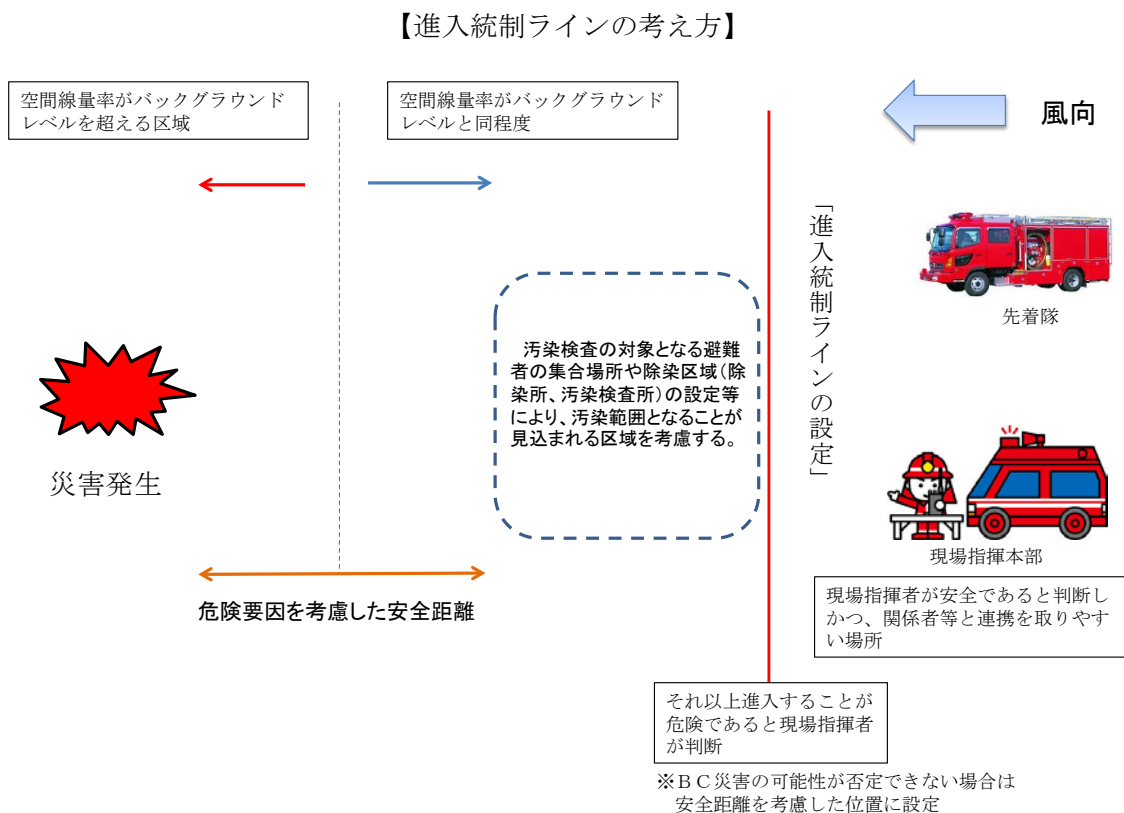 【進入統制ラインの考え方】
空間線量率がバックグラウンド
レベルを超える区域
空間線量率がバックグラウンド
レベルと同程度
風向
「進入統制ラインの設定」
先着隊
汚染検査の対象となる避難
者の集合場所や除染区域(除
染所、汚染検査所)の設定等
により、汚染範囲となることが
見込まれる区域を考慮する。
災害発生
現場指揮本部
危険要因を考慮した安全距離
現場指揮者が安全であると判断し
かつ、関係者等と連携を取りやす
い場所
それ以上進入することが
危険であると現場指揮者
が判断
※ＢＣ災害の可能性が否定できない場合は
安全距離を考慮した位置に設定